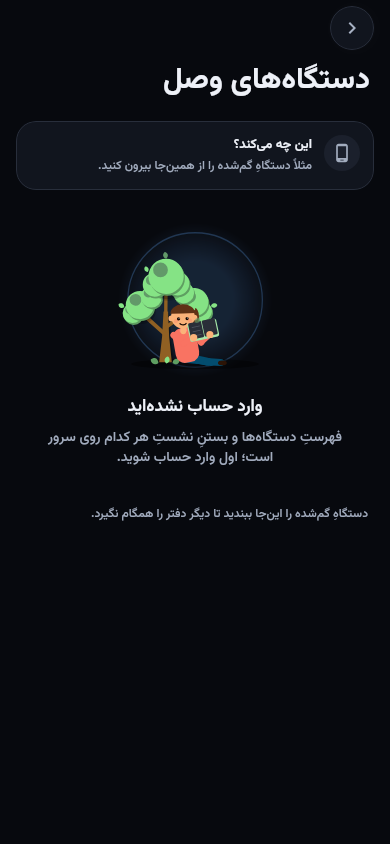 دستگاه‌های وصل
این چه می‌کند؟
مثلاً دستگاهِ گم‌شده را از همین‌جا بیرون کنید.
وارد حساب نشده‌اید
فهرستِ دستگاه‌ها و بستنِ نشستِ هر کدام روی سرور
است؛ اول وارد حساب شوید.
دستگاهِ گم‌شده را این‌جا ببندید تا دیگر دفتر را همگام نگیرد.